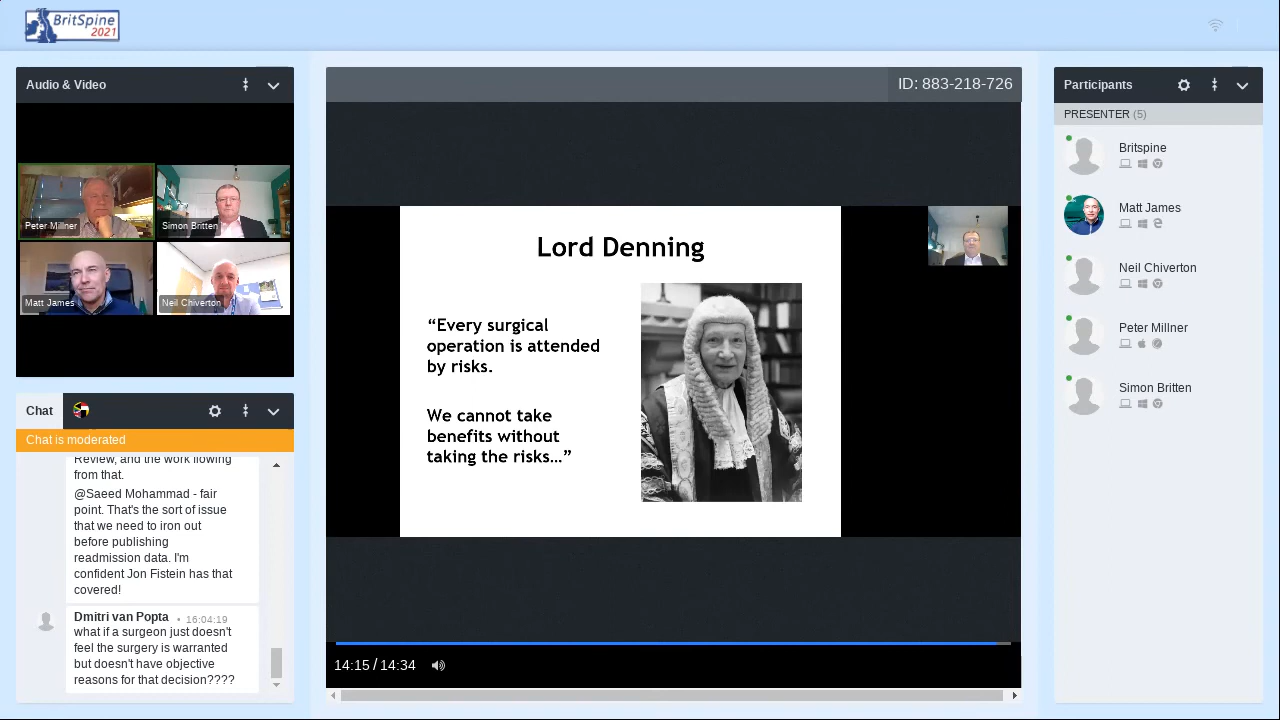 BritSpine
2021
Audio & Video
Peter Millner
Simon Britten
Matt James
Neil Chiverton
Chat
Chat is moderated
Review, and the work flowing
from that.
@Saeed Mohammad - fair
point. That's the sort of issue
that we need to iron out
before publishing
readmission data. I'm
confident Jon Fistein has that
covered!
Dmitri van Popta • 16:04:19
what if a surgeon just doesn't
feel the surgery is warranted
but doesn't have objective
reasons for that decision????
ID: 883-218-726
Lord Denning
“Every surgical
operation is attended
by risks.
We cannot take
benefits without
taking the risks…”
14:15 / 14:34
Participants
PRESENTER (5)
Britspine
Matt James
Neil Chiverton
Peter Millner
Simon Britten